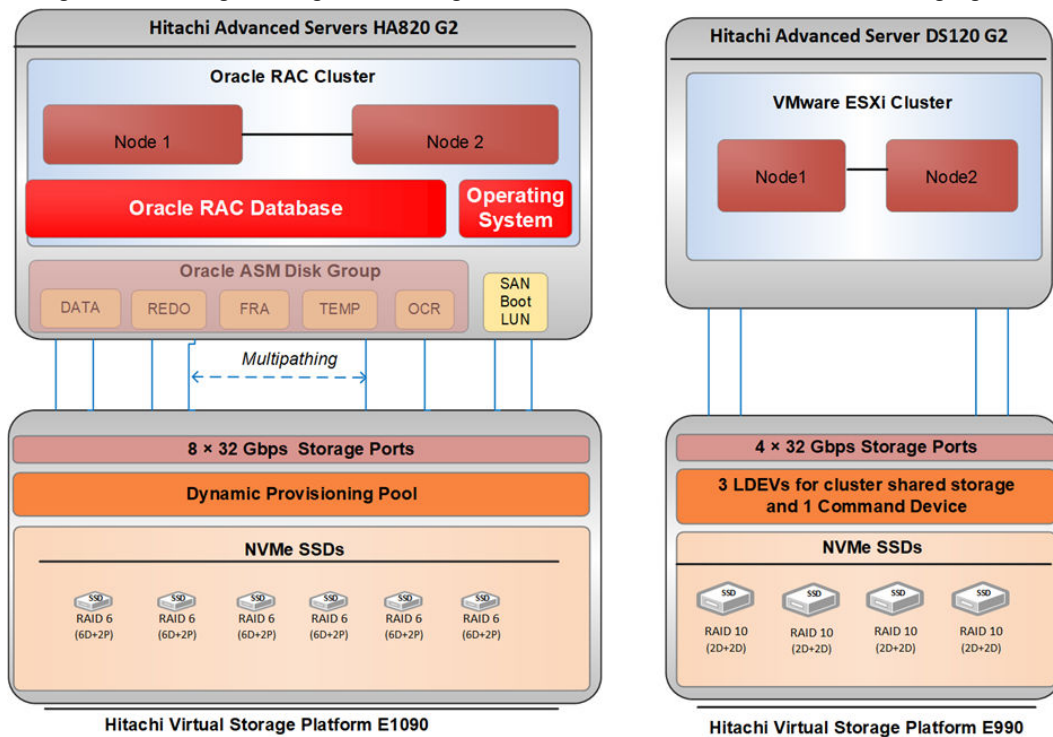 Hitachi Advanced Servers HA820 G2
Oracle RAC Cluster
Node 1
Node 2
Oracle RAC Database
Operating
System
Oracle ASM Disk Group
DATA
REDO
FRA
TEMP
OCR
SAN
Boot
LUN
Multipathing
8 × 32 Gbps Storage Ports
Dynamic Provisioning Pool
NVMe SSDs
SSD
SSD
SSD
SSD
SSD
SSD
RAID 6
RAID 6
RAID 6
RAID 6
RAID 6
RAID 6
(6D+2P)
(6D+2P)
(6D+2P)
(6D+2P)
(6D+2P)
(6D+2P)
Hitachi Virtual Storage Platform E1090
Hitachi Advanced Server DS120 G2
VMware ESXi Cluster
Node1
Node2
4 × 32 Gbps Storage Ports
3 LDEVs for cluster shared storage
and 1 Command Device
NVMe SSDs
SSD
SSD
SSD
SSD
RAID 10
RAID 10
RAID 10
RAID 10
(2D+2D)
(2D+2D)
(2D+2D)
(2D+2D)
Hitachi Virtual Storage Platform E990